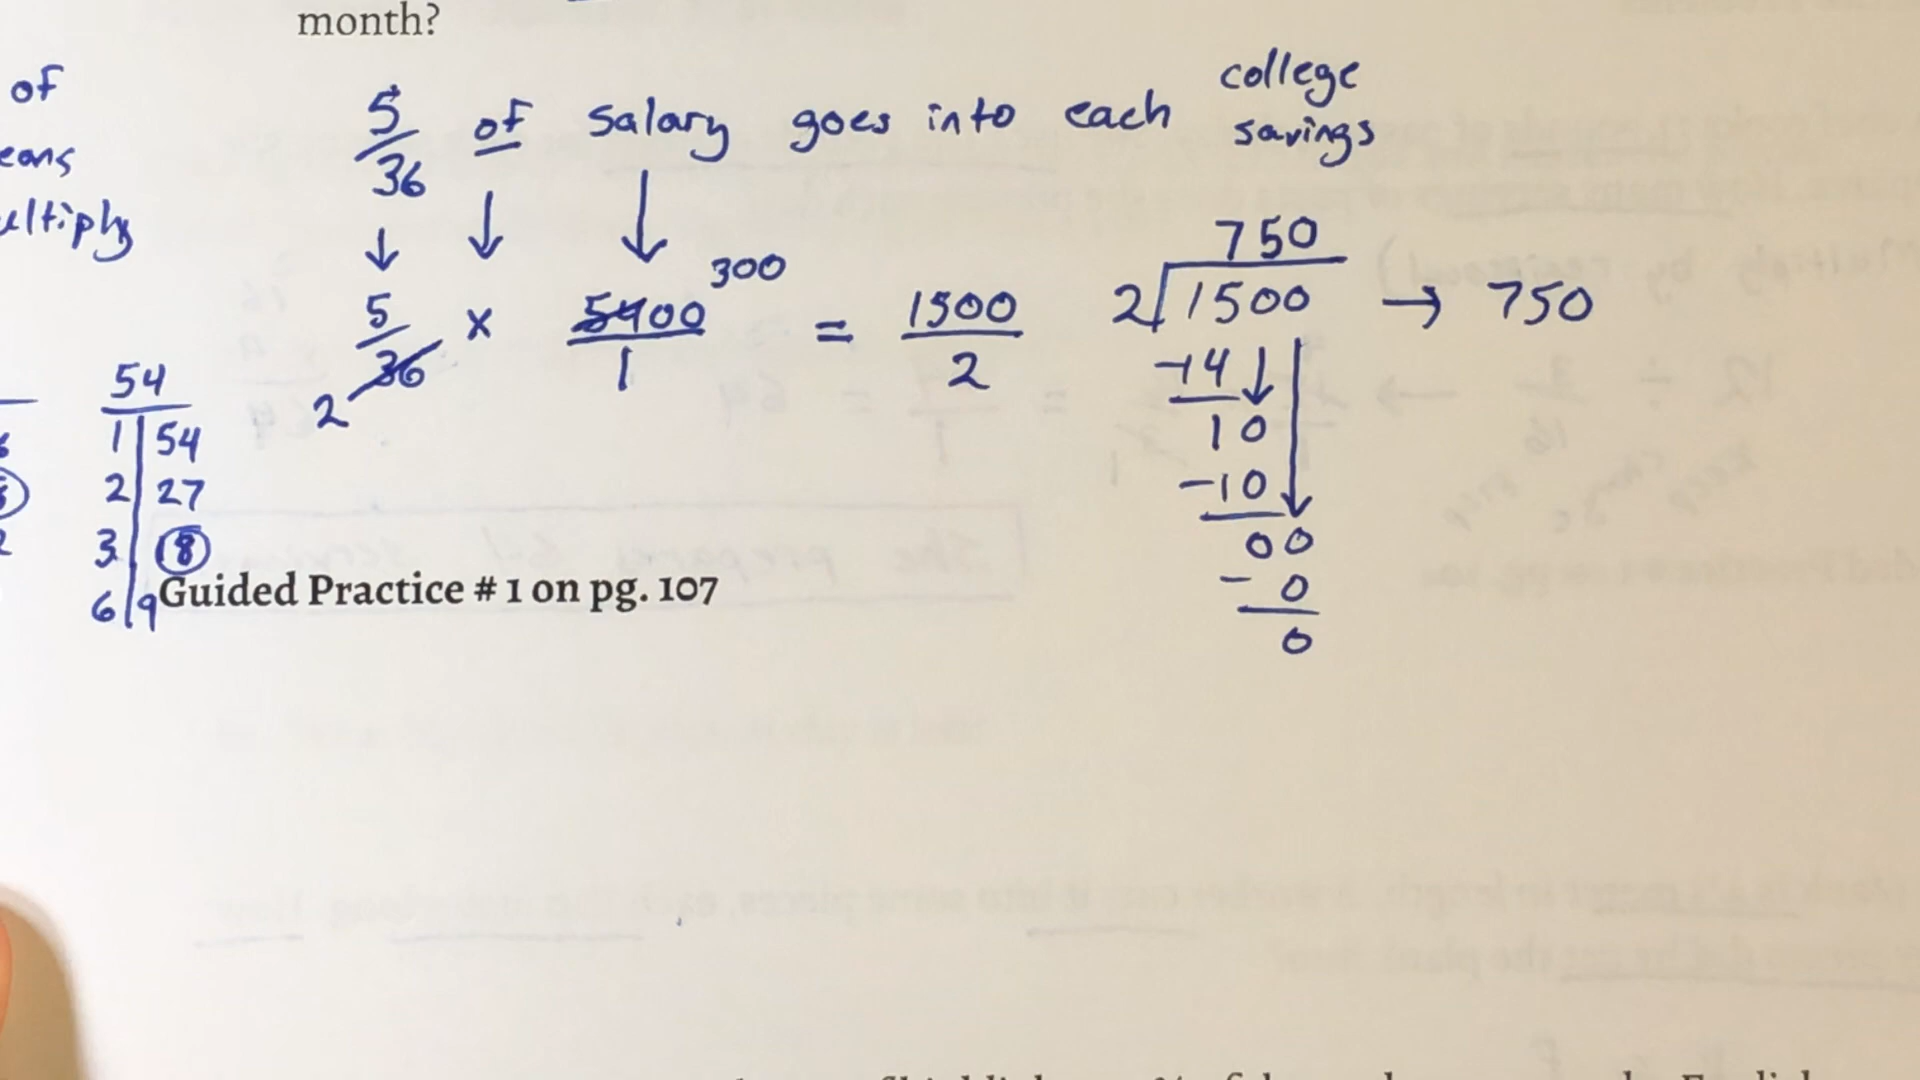 month?
of
5/36 of salary goes into each college savings
eans
ultiply
5/36 x 5400/1 = 1500/2
300
2
750
2 1500 → 750
-14
10
-10
00
- 0
0
54
1 54
2 27
3 18
6 9
Guided Practice # 1 on pg. 107